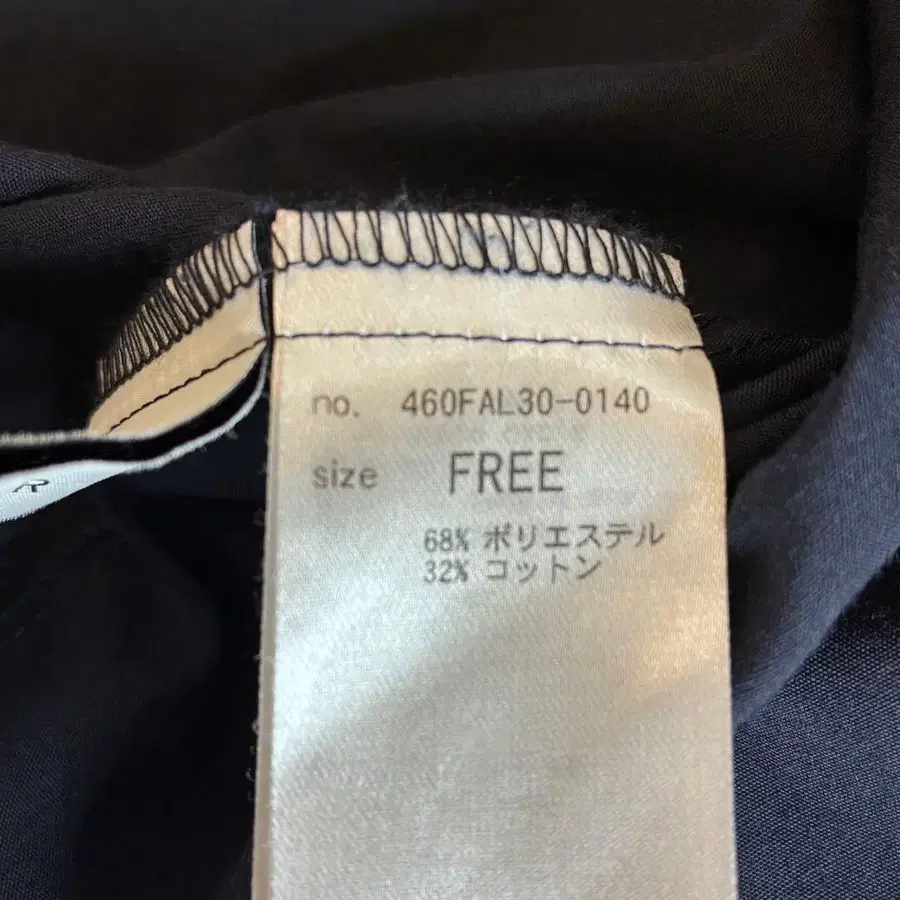 no. 460FAL30-0140
size FREE
68% ポリエステル
32% コットン
R